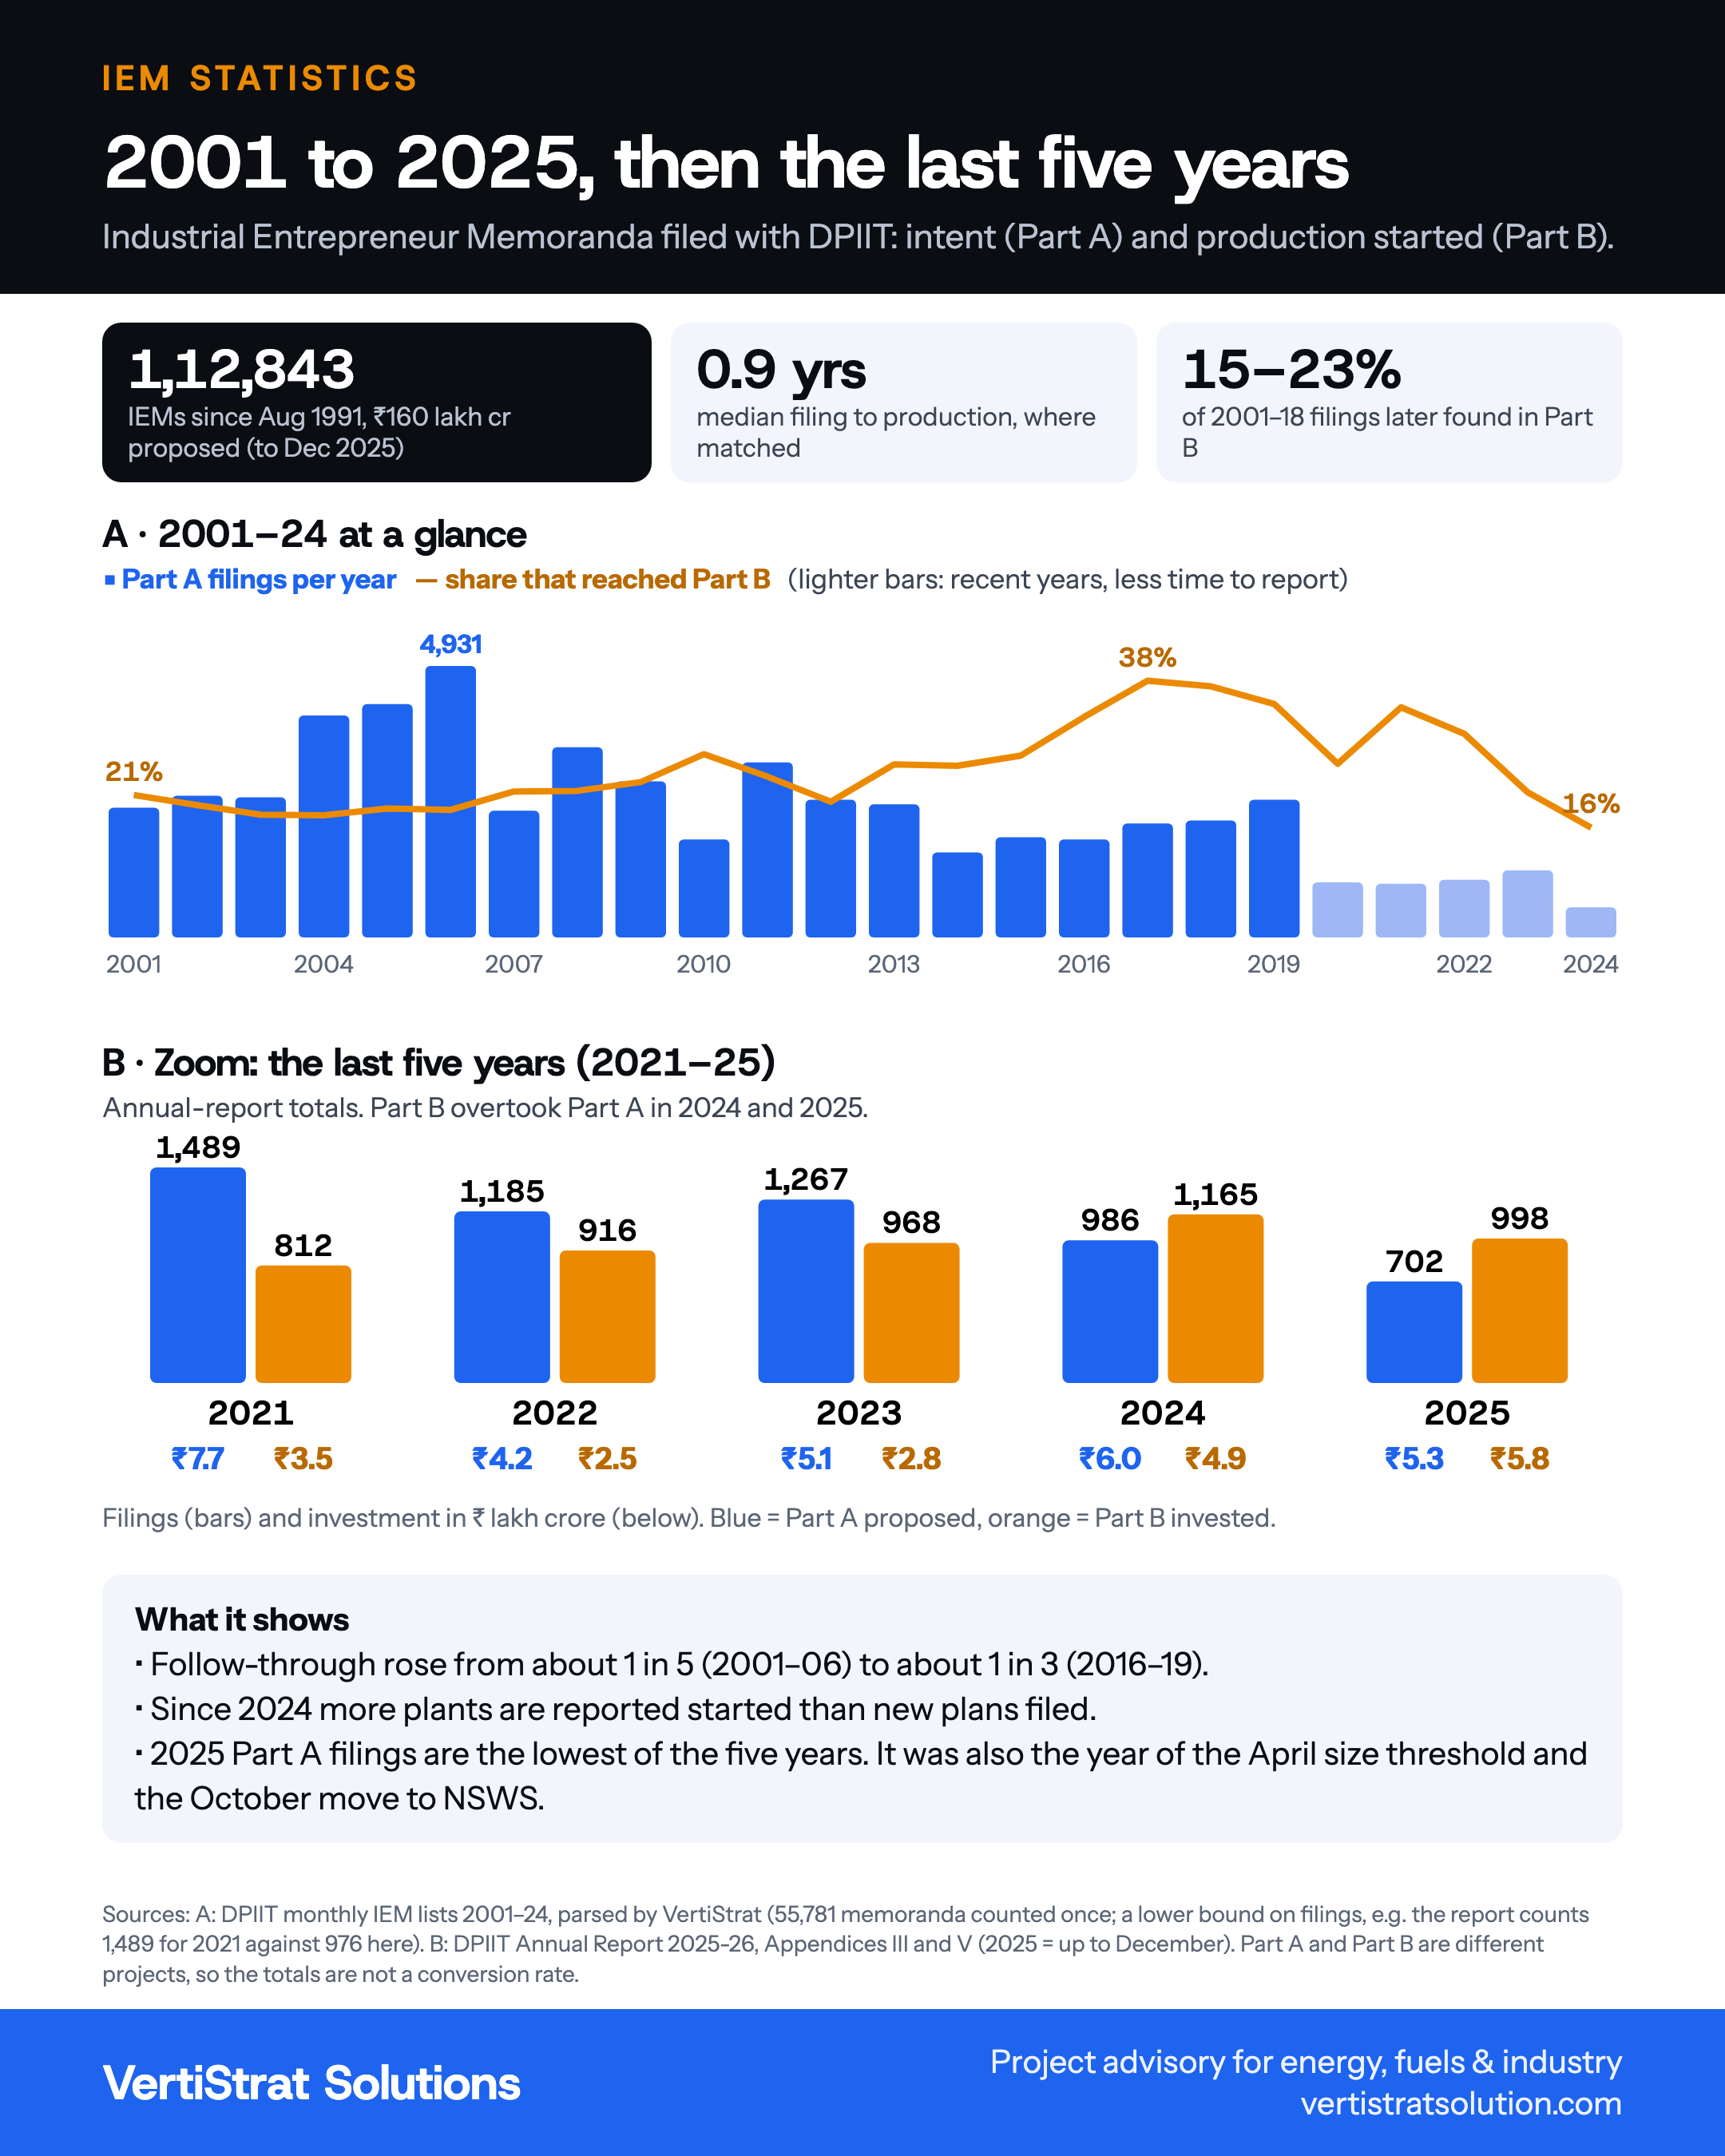 IEM STATISTICS
2001 to 2025, then the last five years
Industrial Entrepreneur Memoranda filed with DPIIT: intent (Part A) and production started (Part B).
1,12,843
IEMs since Aug 1991, ₹160 lakh cr
proposed (to Dec 2025)
0.9 yrs
median filing to production, where
matched
15–23%
of 2001–18 filings later found in Part
B
A · 2001–24 at a glance
▪ Part A filings per year — share that reached Part B (lighter bars: recent years, less time to report)
4,931
38%
21%
16%
2001 2004 2007 2010 2013 2016 2019 2022 2024
B · Zoom: the last five years (2021–25)
Annual-report totals. Part B overtook Part A in 2024 and 2025.
1,489 812 1,185 916 1,267 968 986 1,165 702 998
2021 2022 2023 2024 2025
₹7.7 ₹3.5 ₹4.2 ₹2.5 ₹5.1 ₹2.8 ₹6.0 ₹4.9 ₹5.3 ₹5.8
Filings (bars) and investment in ₹ lakh crore (below). Blue = Part A proposed, orange = Part B invested.
What it shows
· Follow-through rose from about 1 in 5 (2001–06) to about 1 in 3 (2016–19).
· Since 2024 more plants are reported started than new plans filed.
· 2025 Part A filings are the lowest of the five years. It was also the year of the April size threshold and
the October move to NSWS.
Sources: A: DPIIT monthly IEM lists 2001–24, parsed by VertiStrat (55,781 memoranda counted once; a lower bound on filings, e.g. the report counts
1,489 for 2021 against 976 here). B: DPIIT Annual Report 2025-26, Appendices III and V (2025 = up to December). Part A and Part B are different
projects, so the totals are not a conversion rate.
VertiStrat Solutions
Project advisory for energy, fuels & industry
vertistratsolution.com